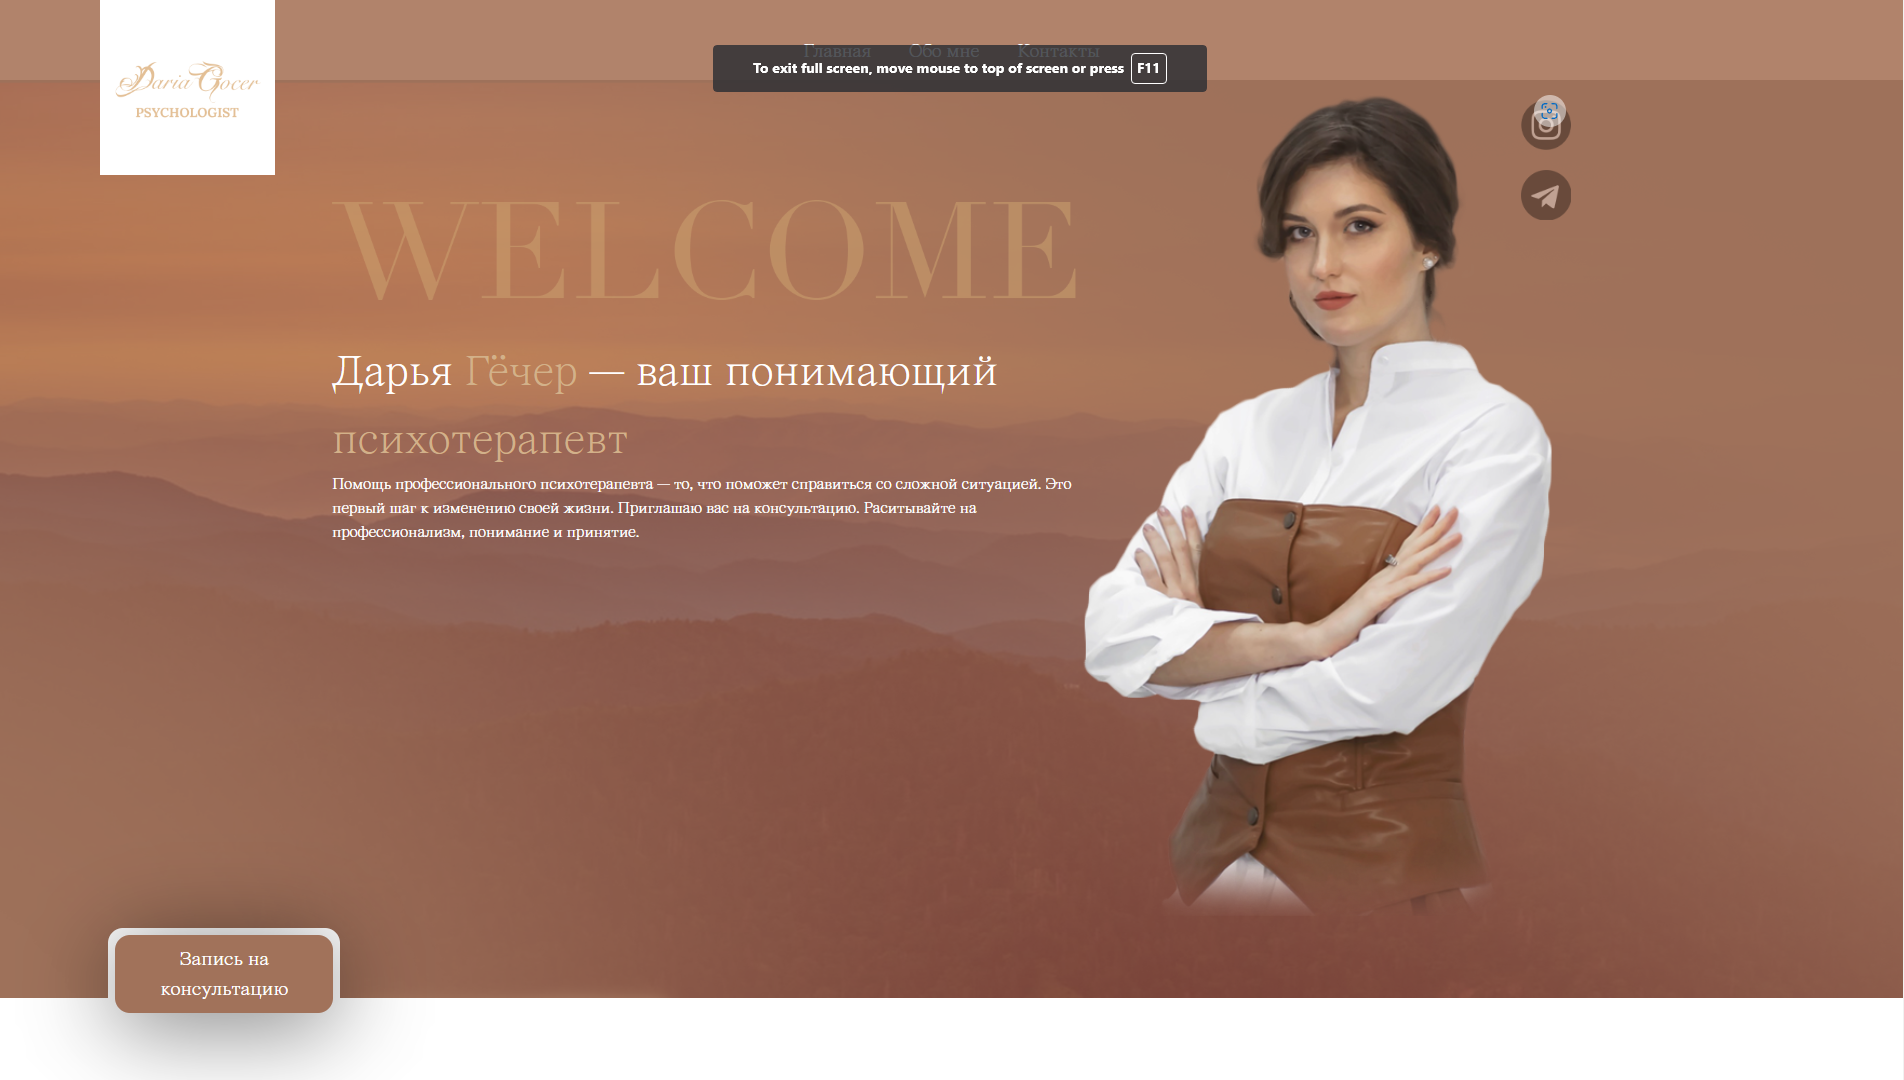 Главная Обо мне Контакты
To exit full screen, move mouse to top of screen or press F11
Daria Gocer
PSYCHOLOGIST
WELCOME
Дарья Гёчер — ваш понимающий
психотерапевт
Помощь профессионального психотерапевта — то, что поможет справиться со сложной ситуацией. Это
первый шаг к изменению своей жизни. Приглашаю вас на консультацию. Раситывайте на
профессионализм, понимание и принятие.
Запись на
консультацию